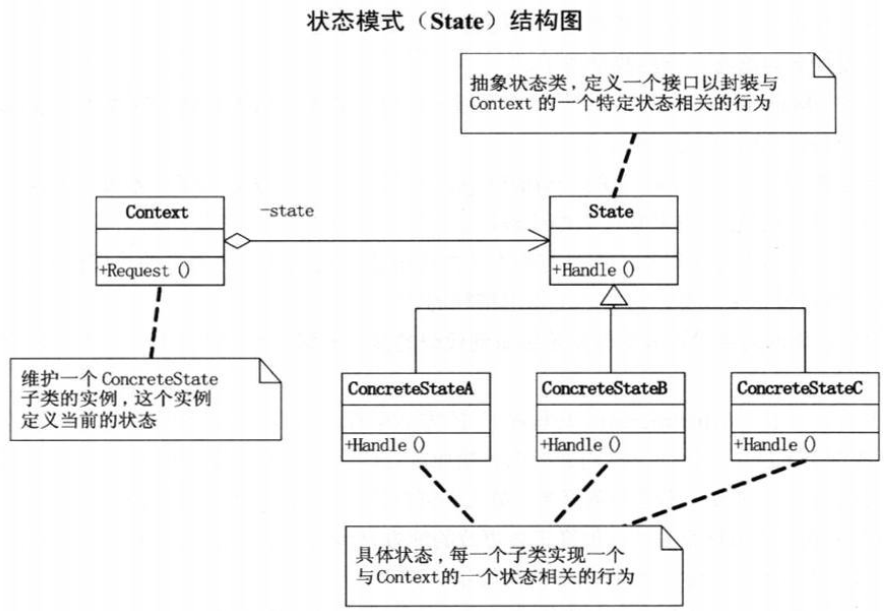 状态模式（State）结构图
抽象状态类，定义一个接口以封装与
Context 的一个特定状态相关的行为
Context
-state
State
+Request()
+Handle()
维护一个 ConcreteState
子类的实例，这个实例
定义当前的状态
ConcreteStateA
ConcreteStateB
ConcreteStateC
+Handle()
+Handle()
+Handle()
具体状态，每一个子类实现一个
与Context的一个状态相关的行为